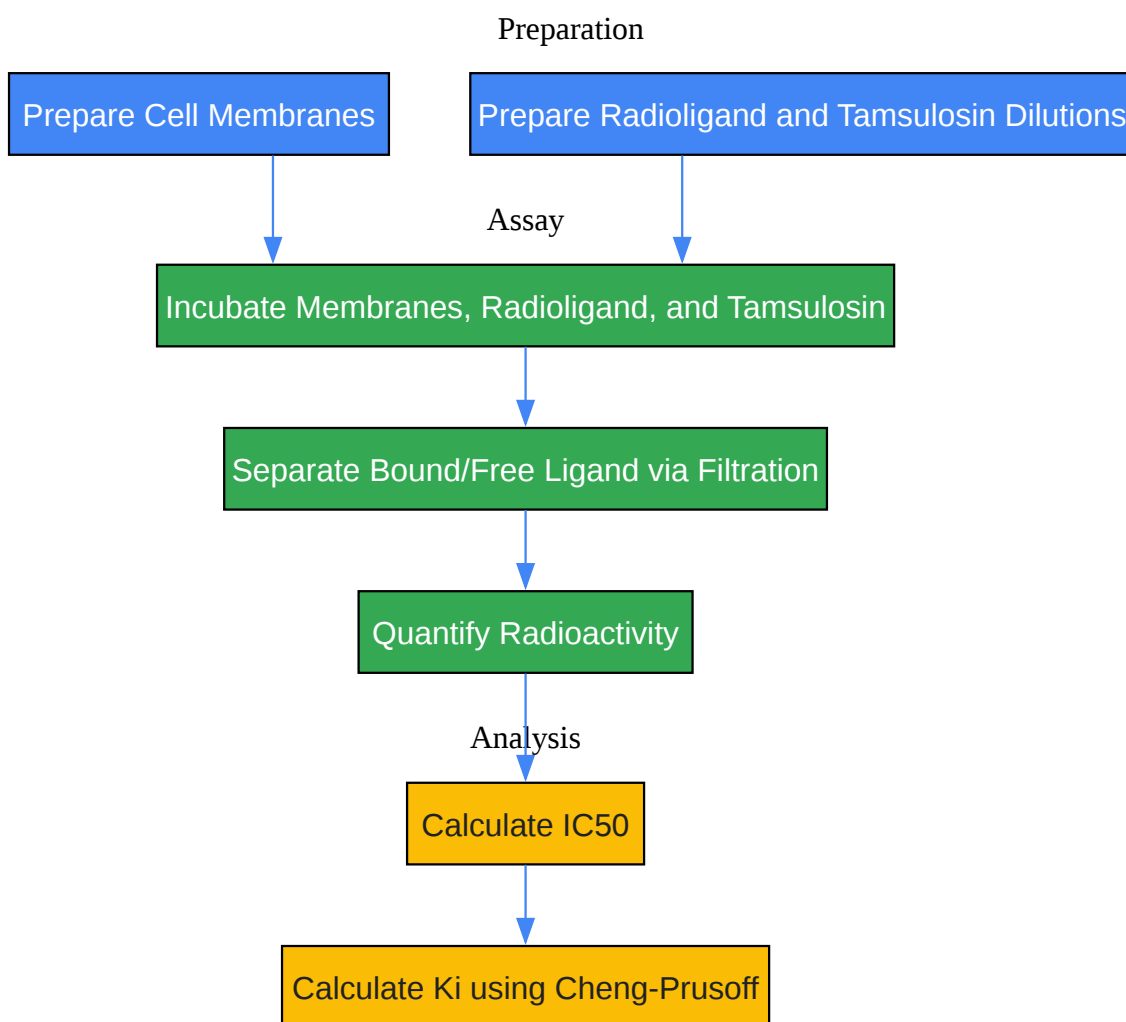 Preparation
Prepare Cell Membranes
Prepare Radioligand and Tamsulosin Dilutions
Assay
Incubate Membranes, Radioligand, and Tamsulosin
Separate Bound/Free Ligand via Filtration
Quantify Radioactivity
Analysis
Calculate IC50
Calculate Ki using Cheng-Prusoff